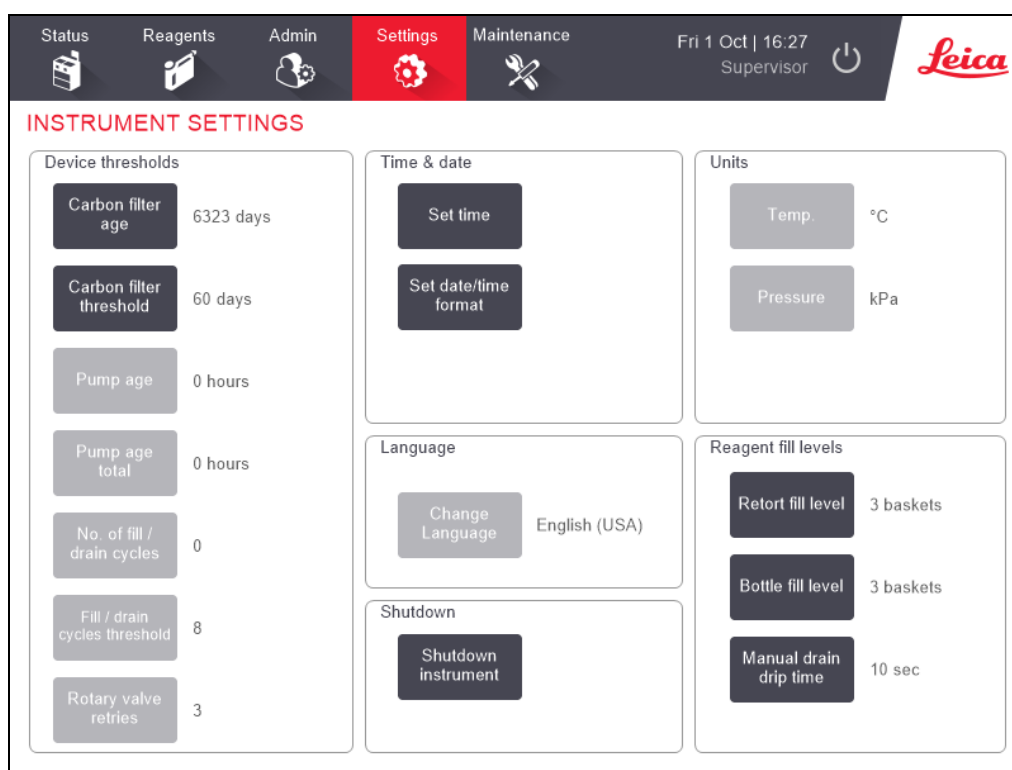 Status
Reagents
Admin
Settings
Maintenance
Fri 1 Oct | 16:27
Supervisor
Leica
INSTRUMENT SETTINGS
Device thresholds
Carbon filter
age
6323 days
Carbon filter
threshold
60 days
Pump age
0 hours
Pump age
total
0 hours
No. of fill /
drain cycles
0
Fill / drain
cycles threshold
8
Rotary valve
retries
3
Time & date
Set time
Set date/time
format
Language
Change
Language
English (USA)
Shutdown
Shutdown
instrument
Units
Temp.
°C
Pressure
kPa
Reagent fill levels
Retort fill level
3 baskets
Bottle fill level
3 baskets
Manual drain
drip time
10 sec